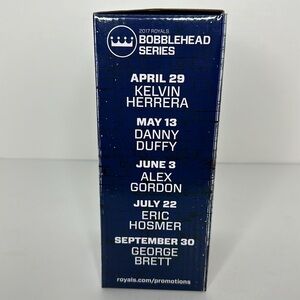 2017 ROYALS
BOBBLEHEAD
SERIES
APRIL 29
KELVIN
HERRERA
MAY 13
DANNY
DUFFY
JUNE 3
ALEX
GORDON
JULY 22
ERIC
HOSMER
SEPTEMBER 30
GEORGE
BRETT
royals.com/promotions